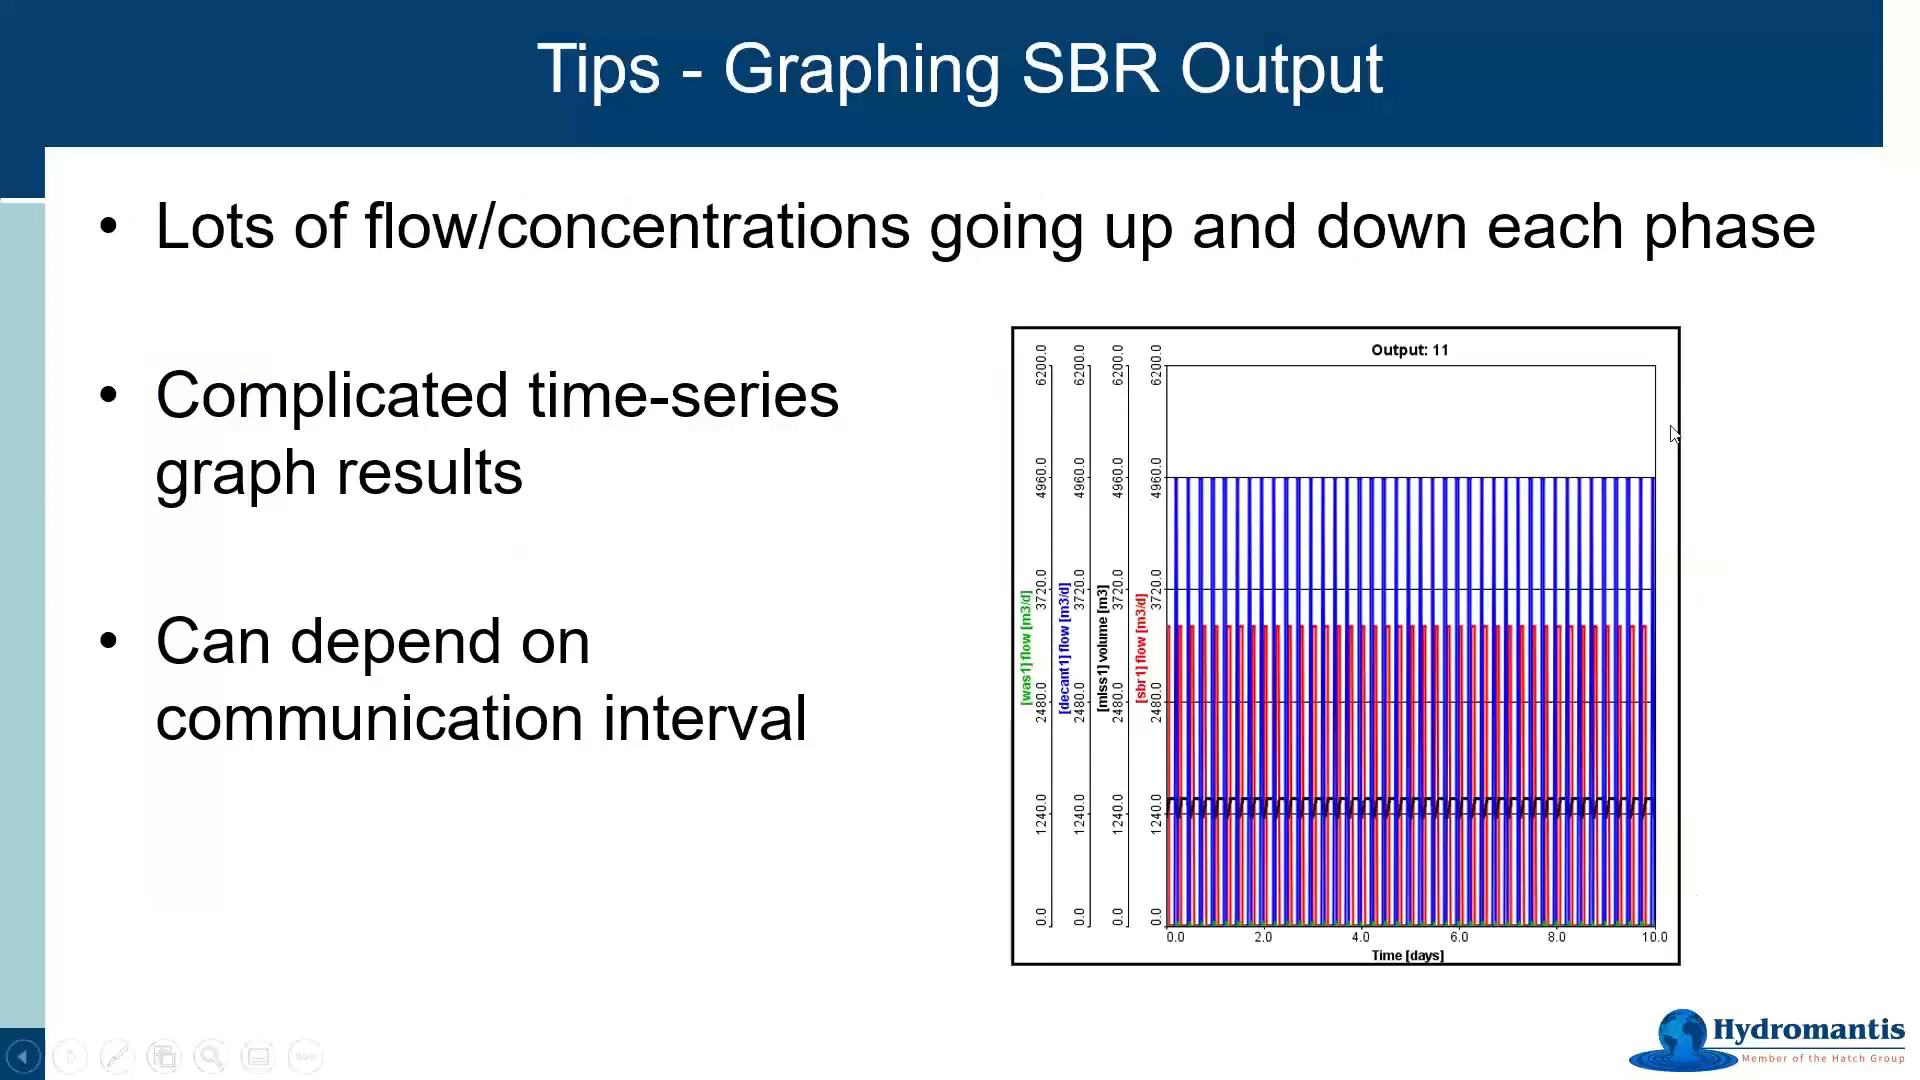 Tips - Graphing SBR Output
• Lots of flow/concentrations going up and down each phase
• Complicated time-series
graph results
• Can depend on
communication interval
Output: 11
[was1] flow [m3/d]
0.0 1240.0 2480.0 3720.0 4960.0 6200.0
[decant1] flow [m3/d]
0.0 1240.0 2480.0 3720.0 4960.0 6200.0
[mlss1] volume [m3]
0.0 1240.0 2480.0 3720.0 4960.0 6200.0
[sbr1] flow [m3/d]
0.0 1240.0 2480.0 3720.0 4960.0 6200.0
0.0 2.0 4.0 6.0 8.0 10.0
Time [days]
Hydromantis
Member of the Hatch Group